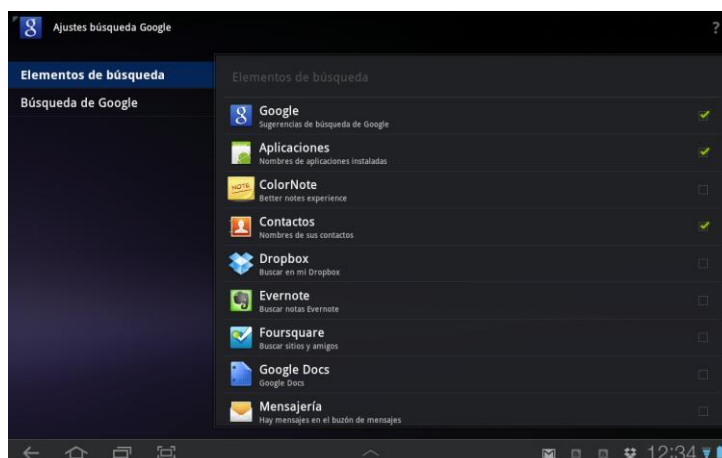 Ajustes búsqueda Google
?
Elementos de búsqueda
Búsqueda de Google
Elementos de búsqueda
Google
Sugerencias de búsqueda de Google
Aplicaciones
Nombres de aplicaciones instaladas
NOTE
ColorNote
Better notes experience
Contactos
Nombres de sus contactos
Dropbox
Buscar en mi Dropbox
Evernote
Buscar notas Evernote
Foursquare
Buscar sitios y amigos
Google Docs
Google Docs
Mensajería
Hay mensajes en el buzón de mensajes
12:34